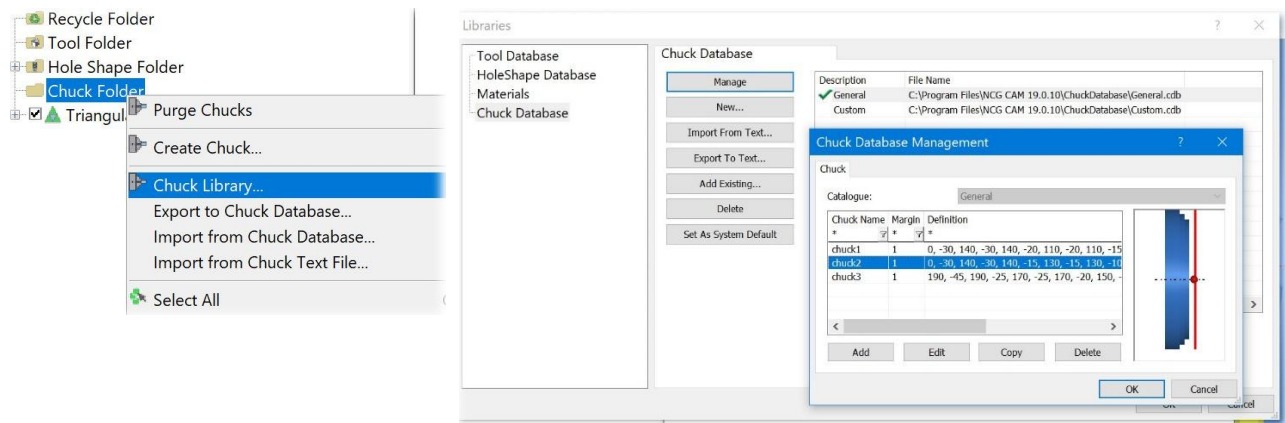 Recycle Folder
Tool Folder
Hole Shape Folder
Chuck Folder
Triangul
Purge Chucks
Create Chuck...
Chuck Library...
Export to Chuck Database...
Import from Chuck Database...
Import from Chuck Text File...
Select All
Libraries
Tool Database
HoleShape Database
Materials
Chuck Database
Chuck Database
Manage
New...
Import From Text...
Export To Text...
Add Existing...
Delete
Set As System Default
Description File Name
General C:\Program Files\NCG CAM 19.0.10\ChuckDatabase\General.cdb
Custom C:\Program Files\NCG CAM 19.0.10\ChuckDatabase\Custom.cdb
Chuck Database Management
Chuck
Catalogue: General
Chuck Name Margin Definition
* * *
chuck1 1 0, -30, 140, -30, 140, -20, 110, -20, 110, -15
chuck2 1 0, -30, 140, -30, 140, -15, 130, -15, 130, -10
chuck3 1 190, -45, 190, -25, 170, -25, 170, -20, 150, -
Add Edit Copy Delete
OK Cancel